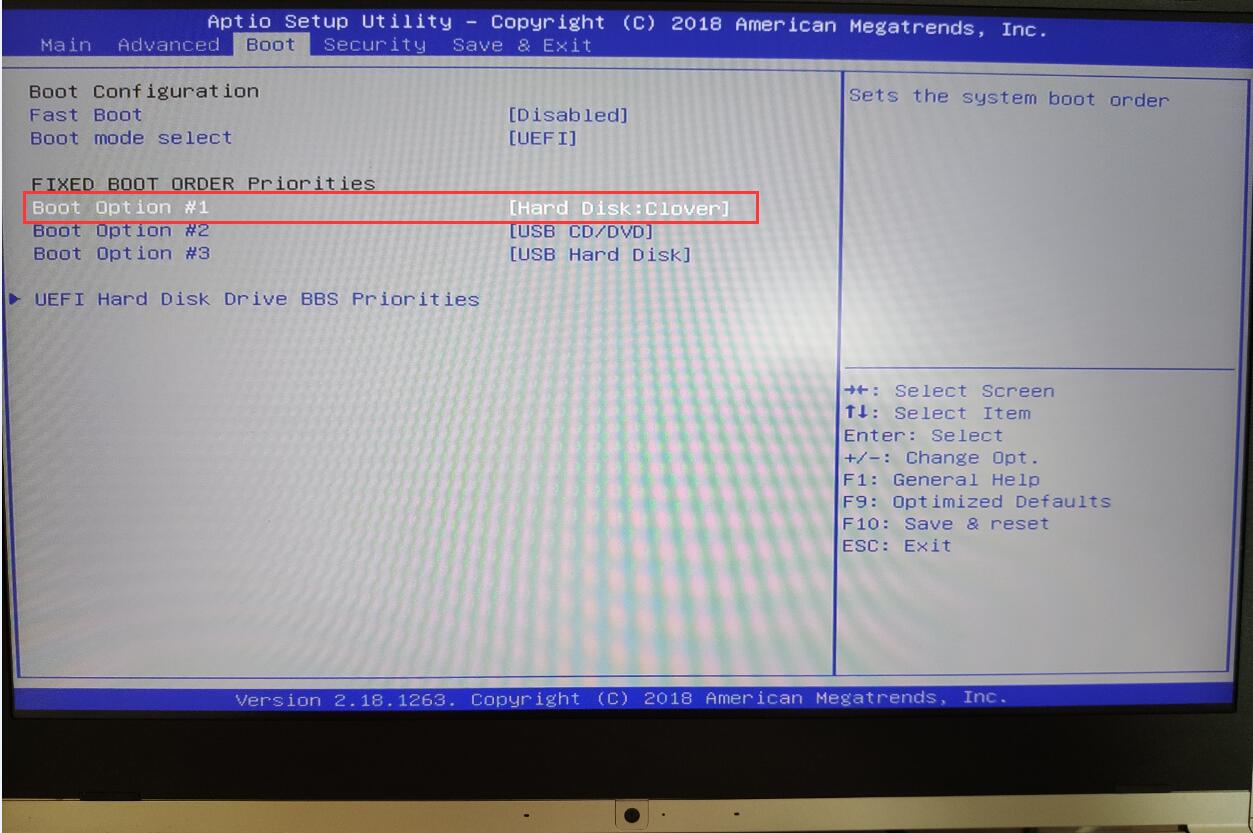 Aptio Setup Utility – Copyright (C) 2018 American Megatrends, Inc.
Main Advanced Boot Security Save & Exit
Boot Configuration
Fast Boot [Disabled]
Boot mode select [UEFI]
FIXED BOOT ORDER Priorities
Boot Option #1 [Hard Disk:Clover]
Boot Option #2 [USB CD/DVD]
Boot Option #3 [USB Hard Disk]
UEFI Hard Disk Drive BBS Priorities
Sets the system boot order
→←: Select Screen
↑↓: Select Item
Enter: Select
+/-: Change Opt.
F1: General Help
F9: Optimized Defaults
F10: Save & reset
ESC: Exit
Version 2.18.1263. Copyright (C) 2018 American Megatrends, Inc.